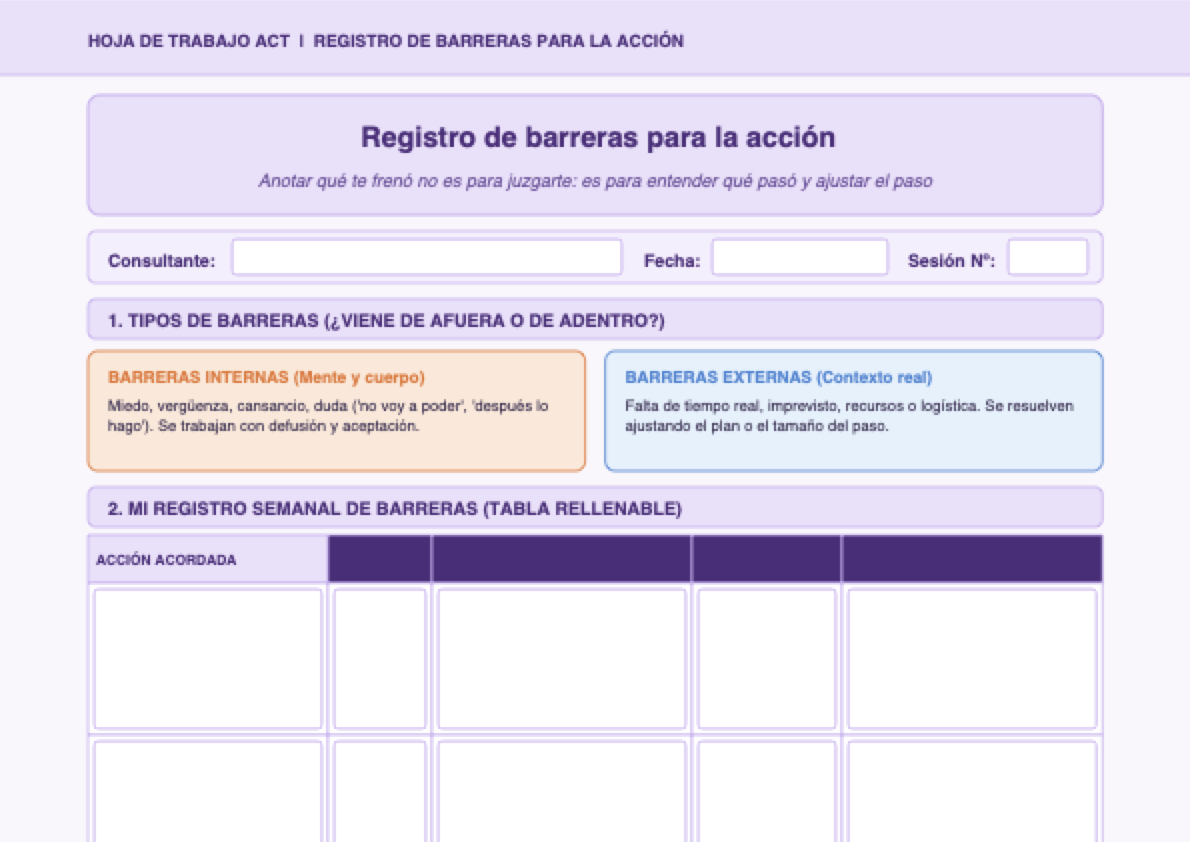 HOJA DE TRABAJO ACT | REGISTRO DE BARRERAS PARA LA ACCIÓN
Registro de barreras para la acción
Anotar qué te frenó no es para juzgarte: es para entender qué pasó y ajustar el paso
Consultante:
Fecha:
Sesión Nº:
1. TIPOS DE BARRERAS (¿VIENE DE AFUERA O DE ADENTRO?)
BARRERAS INTERNAS (Mente y cuerpo)
Miedo, vergüenza, cansancio, duda ('no voy a poder', 'después lo
hago'). Se trabajan con defusión y aceptación.
BARRERAS EXTERNAS (Contexto real)
Falta de tiempo real, imprevisto, recursos o logística. Se resuelven
ajustando el plan o el tamaño del paso.
2. MI REGISTRO SEMANAL DE BARRERAS (TABLA RELLENABLE)
ACCIÓN ACORDADA